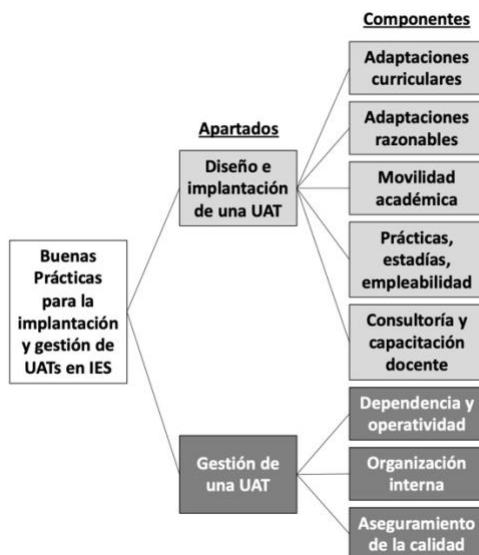 Componentes
Adaptaciones
curriculares
Apartados
Adaptaciones
razonables
Diseño e
implantación
de una UAT
Movilidad
académica
Buenas
Prácticas
para la
implantación
y gestión de
UATs en IES
Prácticas,
estadías,
empleabilidad
Consultoría y
capacitación
docente
Dependencia y
operatividad
Gestión de
una UAT
Organización
interna
Aseguramiento
de la calidad